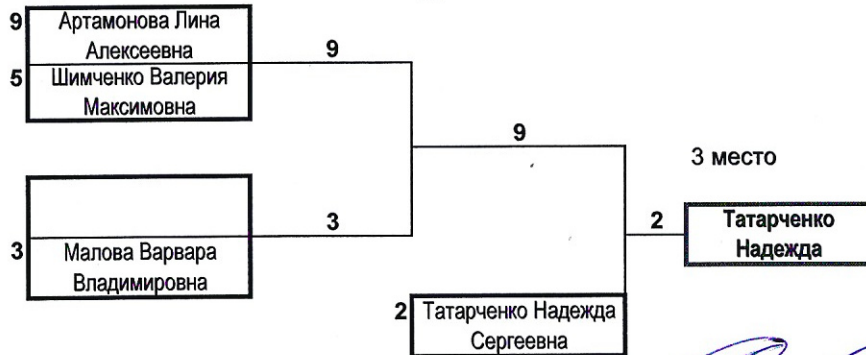 9 Артамонова Лина
Алексеевна
9
5 Шимченко Валерия
Максимовна
9
3 место
3
2
Татарченко
Надежда
3 Малова Варвара
Владимировна
2 Татарченко Надежда
Сергеевна